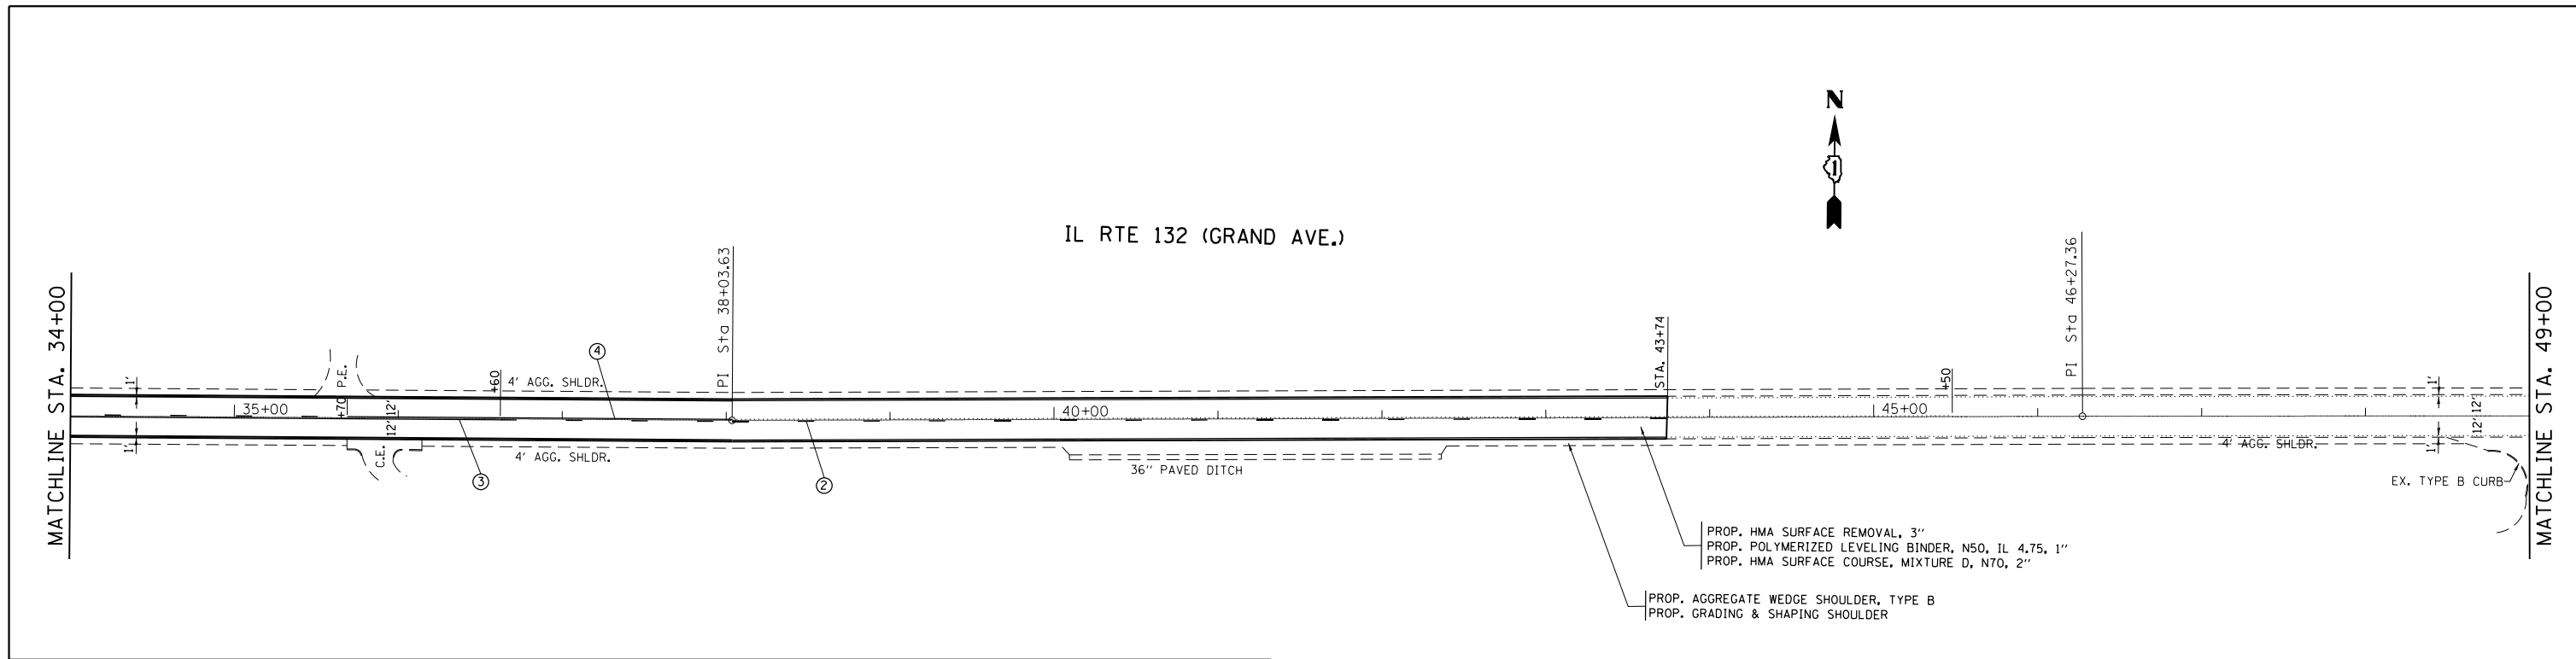 N
1
IL RTE 132 (GRAND AVE.)
MATCHLINE STA. 34+00
PI Sta 38+03.63
STA. 43+74
PI Sta 46+27.36
MATCHLINE STA. 49+00
1'
35+00
+70 P.E.
12'
12'
C.E.
+60
4' AGG. SHLDR.
4
40+00
45+00
+50
1'
12'
12'
1'
4' AGG. SHLDR.
3
2
36" PAVED DITCH
4' AGG. SHLDR.
1'
EX. TYPE B CURB
PROP. HMA SURFACE REMOVAL, 3"
PROP. POLYMERIZED LEVELING BINDER, N50, IL 4.75, 1"
PROP. HMA SURFACE COURSE, MIXTURE D, N70, 2"
PROP. AGGREGATE WEDGE SHOULDER, TYPE B
PROP. GRADING & SHAPING SHOULDER